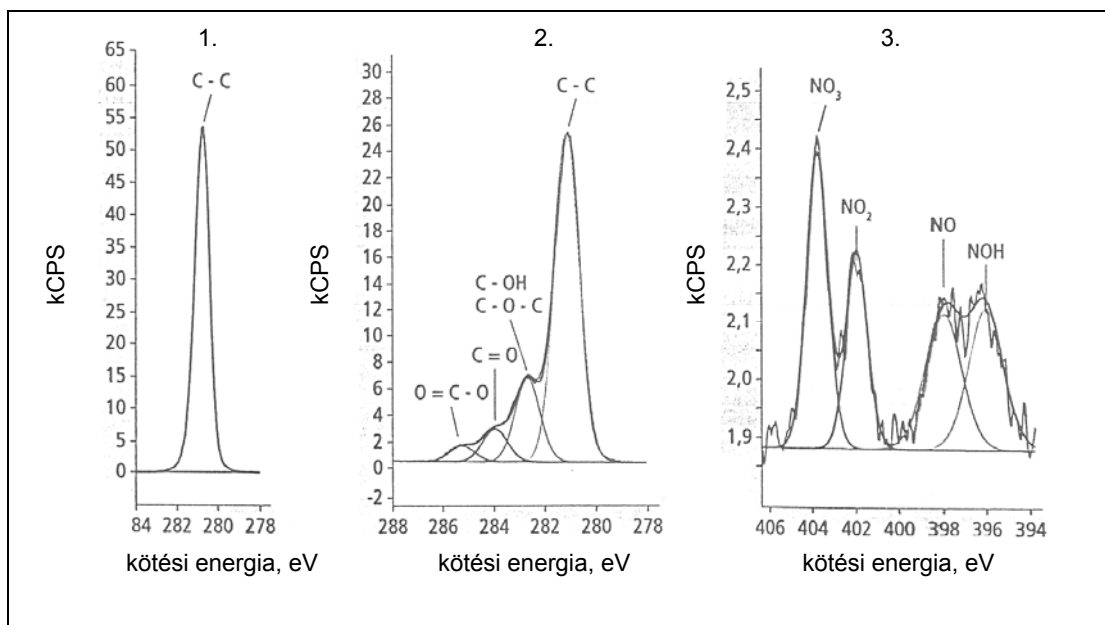 1.
65
60
55
50
45
40
35
30
25
20
15
10
5
0
C - C
kCPS
84 282 280 278
kötési energia, eV
2.
30
28
26
24
22
20
18
16
14
12
10
8
6
4
2
0
-2
C - C
C - OH
C - O - C
C = O
O = C - O
kCPS
288 286 284 282 280 278
kötési energia, eV
3.
2,5
2,4
2,3
2,2
2,1
2,0
1,9
NO3
NO2
NO
NOH
kCPS
406 404 402 400 398 396 394
kötési energia, eV